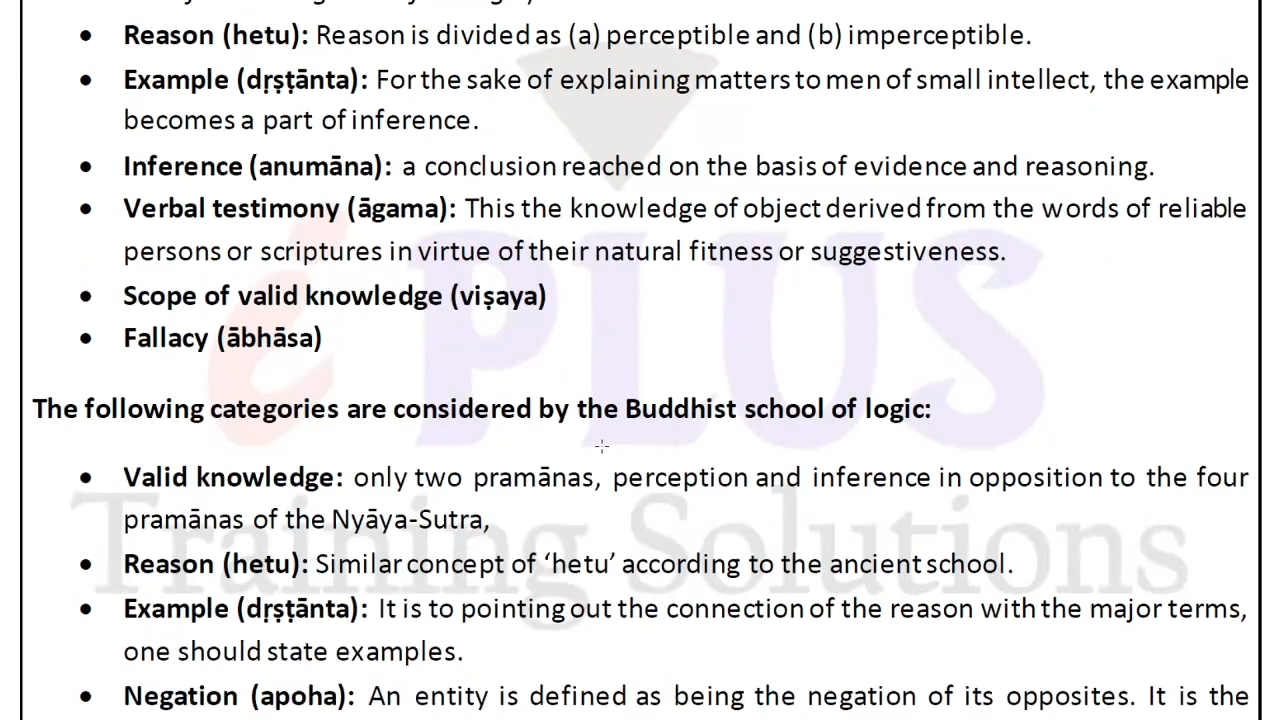 • Reason (hetu): Reason is divided as (a) perceptible and (b) imperceptible.
• Example (dṛṣṭānta): For the sake of explaining matters to men of small intellect, the example
becomes a part of inference.
• Inference (anumāna): a conclusion reached on the basis of evidence and reasoning.
• Verbal testimony (āgama): This the knowledge of object derived from the words of reliable
persons or scriptures in virtue of their natural fitness or suggestiveness.
• Scope of valid knowledge (viṣaya)
• Fallacy (ābhāsa)
The following categories are considered by the Buddhist school of logic:
• Valid knowledge: only two pramānas, perception and inference in opposition to the four
pramānas of the Nyāya-Sutra,
• Reason (hetu): Similar concept of ‘hetu’ according to the ancient school.
• Example (dṛṣṭānta): It is to pointing out the connection of the reason with the major terms,
one should state examples.
• Negation (apoha): An entity is defined as being the negation of its opposites. It is the
i PLUS
Training Solutions